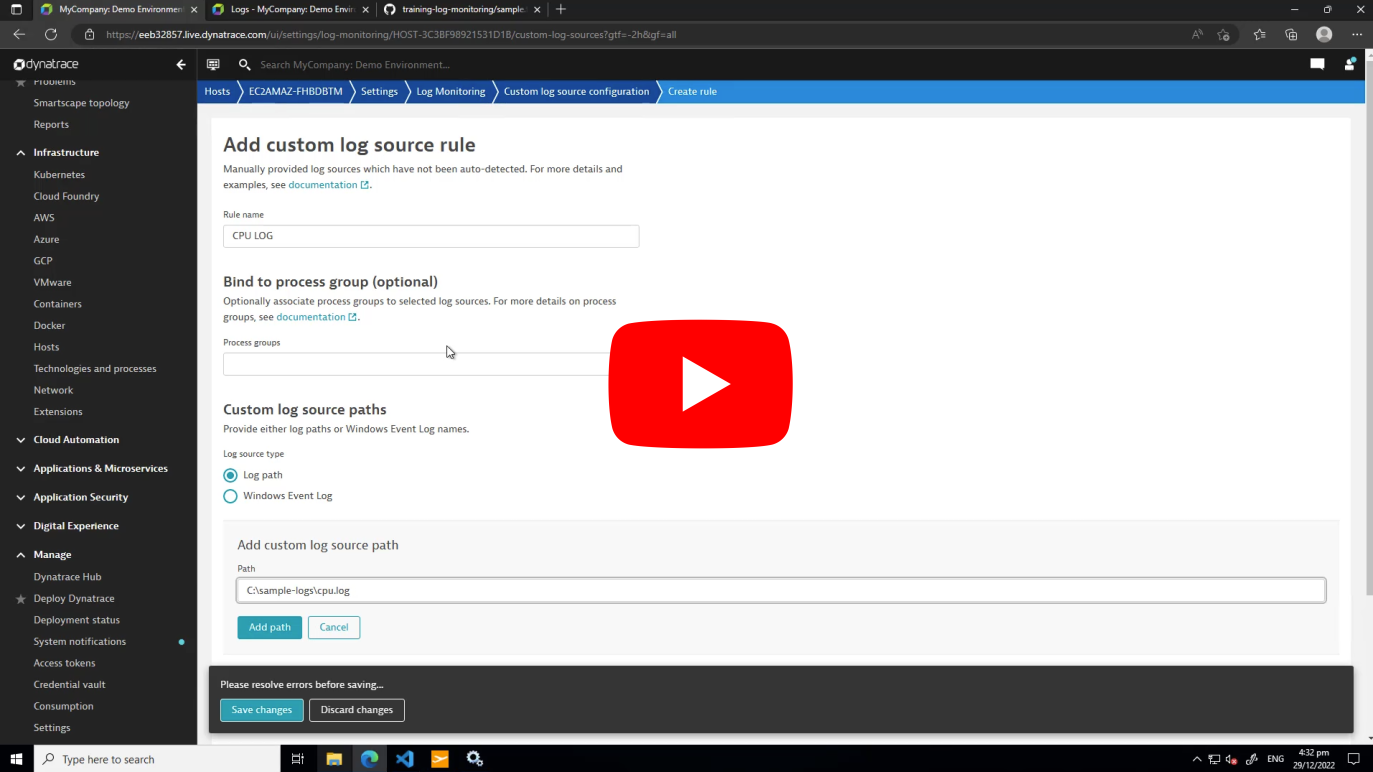 MyCompany: Demo Environmen
Logs - MyCompany: Demo Envir
training-log-monitoring/sample.
https://eeb32857.live.dynatrace.com/ui/settings/log-monitoring/HOST-3C3BF98921531D1B/custom-log-sources?gtf=-2h&gf=all
dynatrace
Search MyCompany: Demo Environment...
Hosts
EC2AMAZ-FHBDBTM
Settings
Log Monitoring
Custom log source configuration
Create rule
Problems
Smartscape topology
Reports
Infrastructure
Kubernetes
Cloud Foundry
AWS
Azure
GCP
VMware
Containers
Docker
Hosts
Technologies and processes
Network
Extensions
Cloud Automation
Applications & Microservices
Application Security
Digital Experience
Manage
Dynatrace Hub
Deploy Dynatrace
Deployment status
System notifications
Access tokens
Credential vault
Consumption
Settings
Add custom log source rule
Manually provided log sources which have not been auto-detected. For more details and
examples, see documentation.
Rule name
CPU LOG
Bind to process group (optional)
Optionally associate process groups to selected log sources. For more details on process
groups, see documentation.
Process groups
Custom log source paths
Provide either log paths or Windows Event Log names.
Log source type
Log path
Windows Event Log
Add custom log source path
Path
C:\sample-logs\cpu.log
Add path
Cancel
Please resolve errors before saving...
Save changes
Discard changes
Type here to search
ENG
4:32 pm
29/12/2022